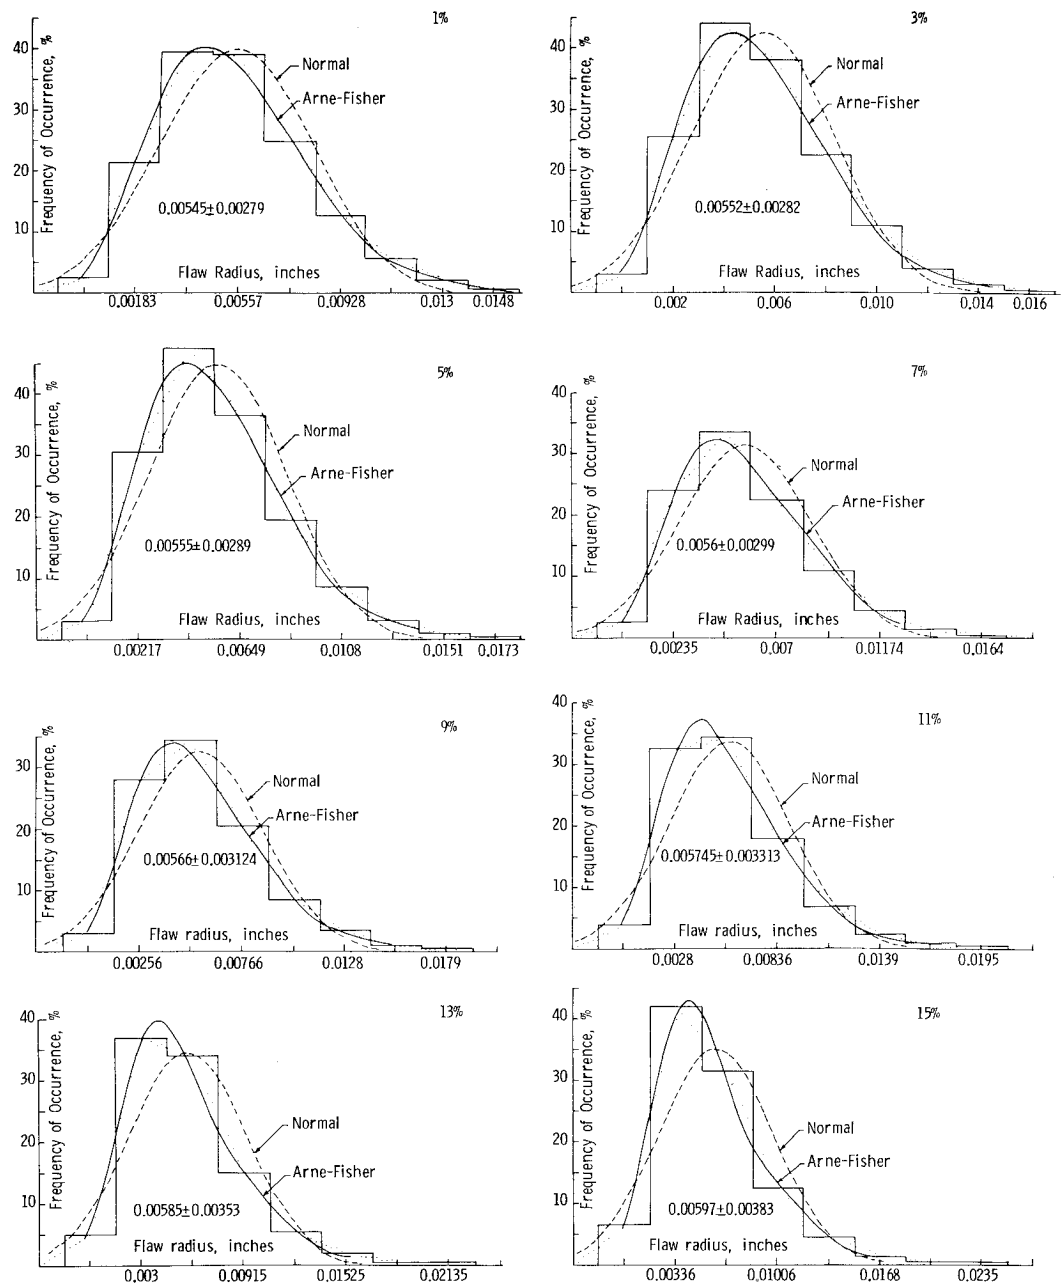 1%
Frequency of Occurrence, %
40
30
20
10
Normal
Arne-Fisher
0.00545±0.00279
Flaw Radius, inches
0.00183 0.00557 0.00928 0.013 0.0148
3%
Frequency of Occurrence, %
40
30
20
10
Normal
Arne-Fisher
0.00552±0.00282
Flaw Radius, inches
0.002 0.006 0.010 0.014 0.016
5%
Frequency of Occurrence, %
40
30
20
10
Normal
Arne-Fisher
0.00555±0.00289
Flaw Radius, inches
0.00217 0.00649 0.0108 0.0151 0.0173
7%
Frequency of Occurrence, %
40
30
20
10
Normal
Arne-Fisher
0.0056±0.00299
Flaw Radius, inches
0.00235 0.007 0.01174 0.0164
9%
Frequency of Occurrence, %
30
20
10
Normal
Arne-Fisher
0.00566±0.003124
Flaw radius, inches
0.00256 0.00766 0.0128 0.0179
11%
Frequency of Occurrence, %
40
30
20
10
Normal
Arne-Fisher
0.005745±0.003313
Flaw radius, inches
0.0028 0.00836 0.0139 0.0195
13%
Frequency of Occurrence, %
40
30
20
10
Normal
Arne-Fisher
0.00585±0.00353
Flaw radius, inches
0.003 0.00915 0.01525 0.02135
15%
Frequency of Occurrence, %
40
30
20
10
Normal
Arne-Fisher
0.00597±0.00383
Flaw radius, inches
0.00336 0.01006 0.0168 0.0235